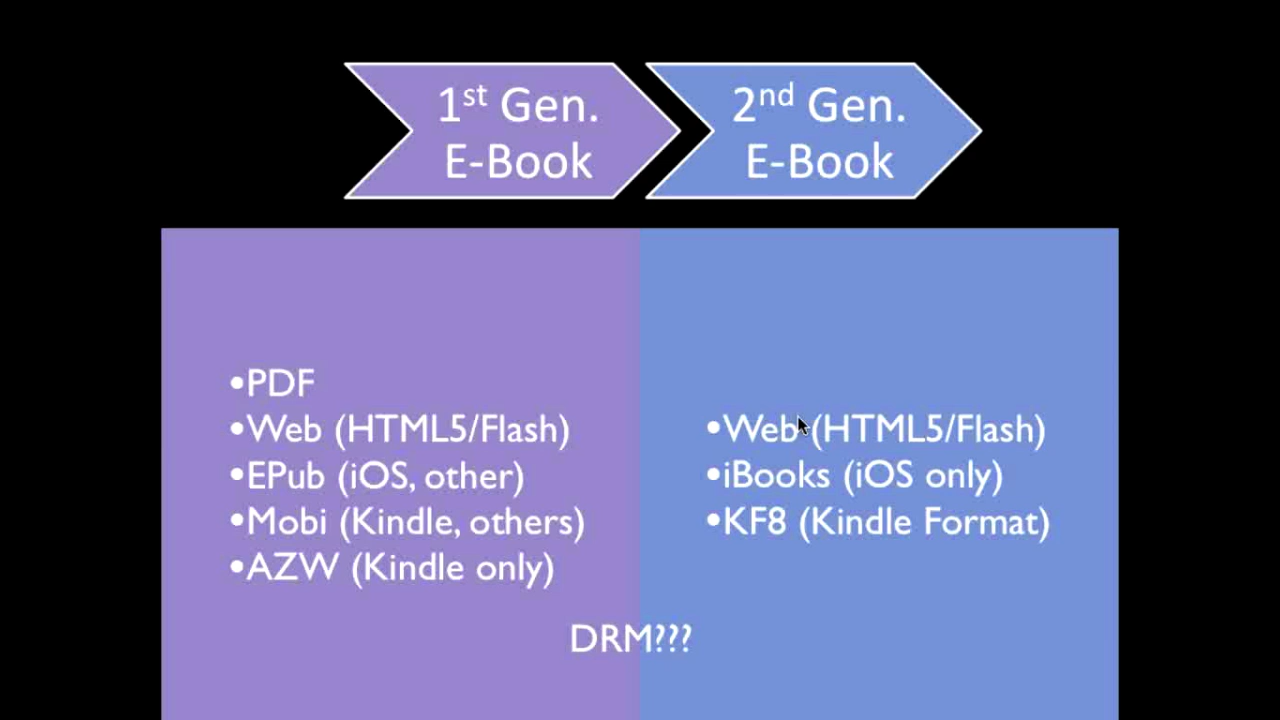 1st Gen.
E-Book
2nd Gen.
E-Book
•PDF
•Web (HTML5/Flash)
•EPub (iOS, other)
•Mobi (Kindle, others)
•AZW (Kindle only)
•Web (HTML5/Flash)
•iBooks (iOS only)
•KF8 (Kindle Format)
DRM???